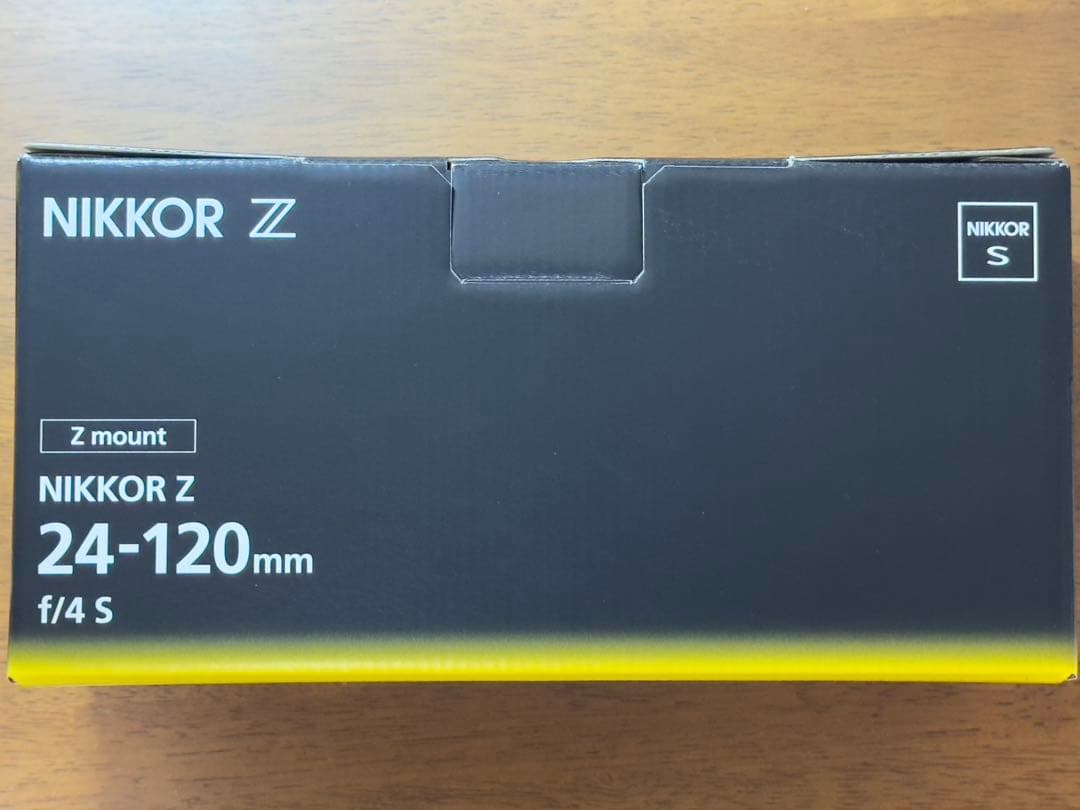 NIKKOR Z
NIKKOR
S
Z mount
NIKKOR Z
24-120mm
f/4 S